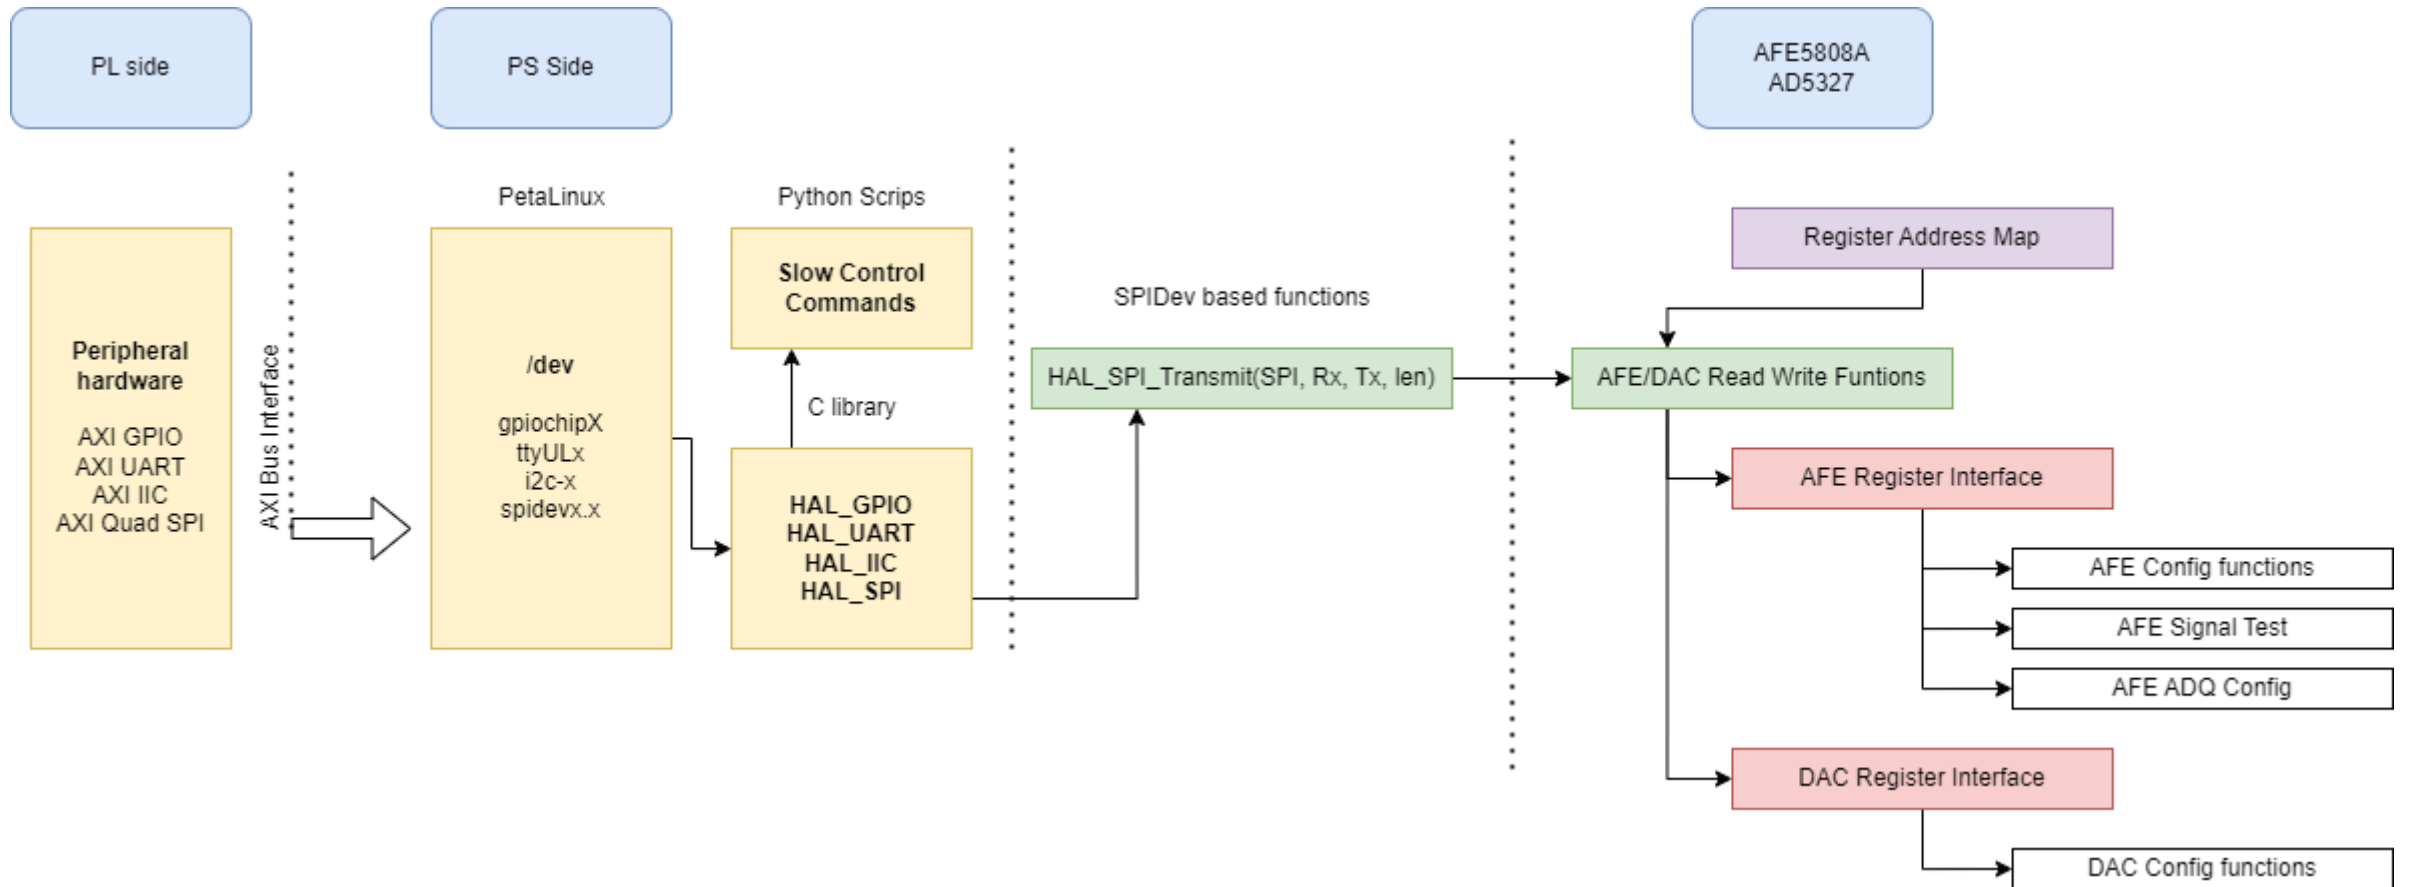 PL side
PS Side
AFE5808A
AD5327
PetaLinux
Python Scrips
Peripheral
hardware
AXI GPIO
AXI UART
AXI IIC
AXI Quad SPI
AXI Bus Interface
/dev
gpiochipX
ttyULx
i2c-x
spidevx.x
Slow Control
Commands
C library
HAL_GPIO
HAL_UART
HAL_IIC
HAL_SPI
SPIDev based functions
HAL_SPI_Transmit(SPI, Rx, Tx, len)
Register Address Map
AFE/DAC Read Write Funtions
AFE Register Interface
AFE Config functions
AFE Signal Test
AFE ADQ Config
DAC Register Interface
DAC Config functions